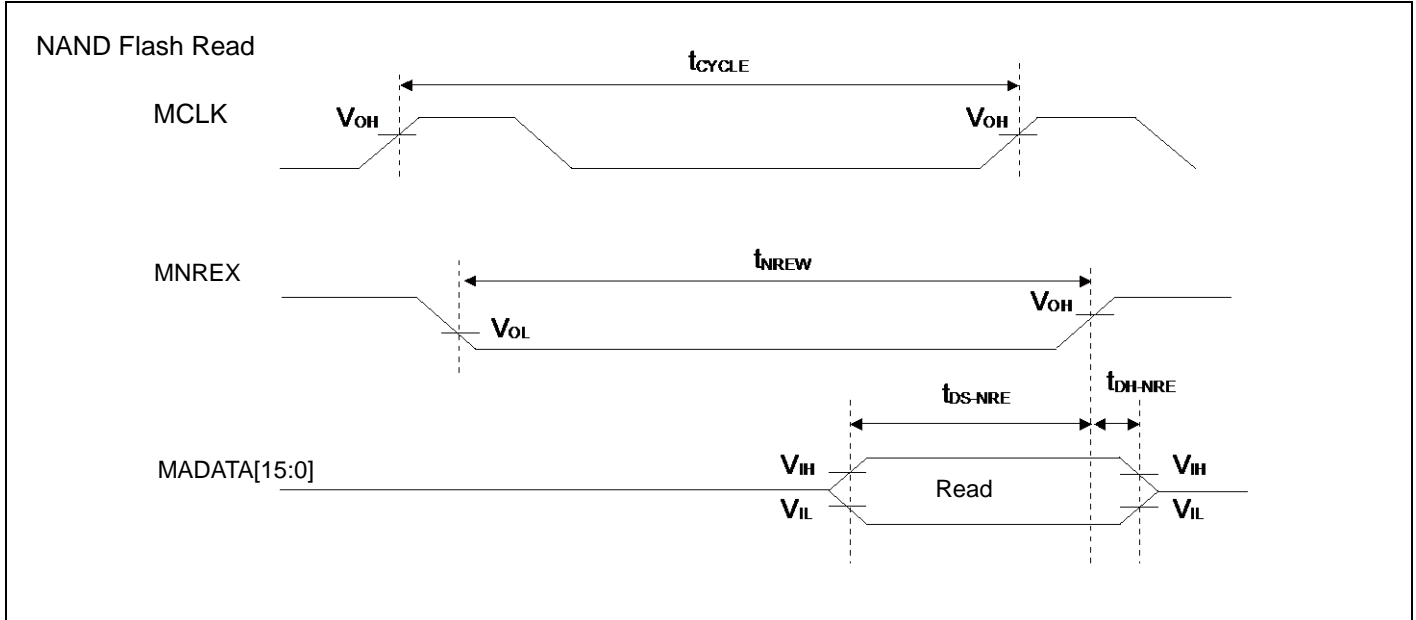 NAND Flash Read
tCYCLE
MCLK
VOH
VOH
tNREW
MNREX
VOH
VOL
tDS-NRE
tDH-NRE
MADATA[15:0]
VIH
VIH
Read
VIL
VIL